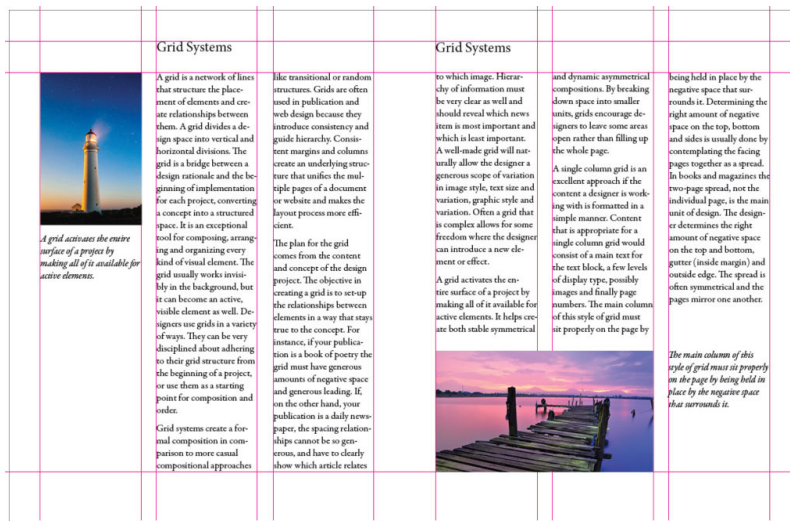 Grid Systems
A grid activates the entire
surface of a project by
making all of it available for
active elements.
A grid is a network of lines
that structure the place-
ment of elements and cre-
ate relationships between
them. A grid divides a de-
sign space into vertical and
horizontal divisions. The
grid is a bridge between a
design rationale and the be-
ginning of implementation
for each project, converting
a concept into a structured
space. It is an exceptional
tool for composing, arrang-
ing and organizing every
kind of visual element. The
grid usually works invisi-
bly in the background, but
it can become an active,
visible element as well. De-
signers use grids in a variety
of ways. They can be very
disciplined about adhering
to their grid structure from
the beginning of a project,
or use them as a starting
point for composition and
order.
Grid systems create a for-
mal composition in com-
parison to more casual
compositional approaches
like transitional or random
structures. Grids are often
used in publication and
web design because they
introduce consistency and
guide hierarchy. Consis-
tent margins and columns
create an underlying struc-
ture that unifies the mul-
tiple pages of a document
or website and makes the
layout process more effi-
cient.
The plan for the grid
comes from the content
and concept of the design
project. The objective in
creating a grid is to set-up
the relationships between
elements in a way that stays
true to the concept. For
instance, if your publica-
tion is a book of poetry the
grid must have generous
amounts of negative space
and generous leading. If,
on the other hand, your
publication is a daily news-
paper, the spacing relation-
ships cannot be so gen-
erous, and have to clearly
show which article relates
Grid Systems
to which image. Hierar-
chy of information must
be very clear as well and
should reveal which news
item is most important and
which is least important.
A well-made grid will nat-
urally allow the designer a
generous scope of variation
in image style, text size and
variation, graphic style and
variation. Often a grid that
is complex allows for some
freedom where the designer
can introduce a new ele-
ment or effect.
A grid activates the en-
tire surface of a project by
making all of it available for
active elements. It helps cre-
ate both stable symmetrical
and dynamic asymmetrical
compositions. By breaking
down space into smaller
units, grids encourage de-
signers to leave some areas
open rather than filling up
the whole page.
A single column grid is an
excellent approach if the
content a designer is work-
ing with is formatted in a
simple manner. Content
that is appropriate for a
single column grid would
consist of a main text for
the text block, a few levels
of display type, possibly
images and finally page
numbers. The main column
of this style of grid must
sit properly on the page by
being held in place by the
negative space that sur-
rounds it. Determining the
right amount of negative
space on the top, bottom
and sides is usually done by
contemplating the facing
pages together as a spread.
In books and magazines the
two-page spread, not the
individual page, is the main
unit of design. The design-
er determines the right
amount of negative space
on the top and bottom,
gutter (inside margin) and
outside edge. The spread is
often symmetrical and the
pages mirror one another.
The main column of this
style of grid must sit properly
on the page by being held in
place by the negative space
that surrounds it.